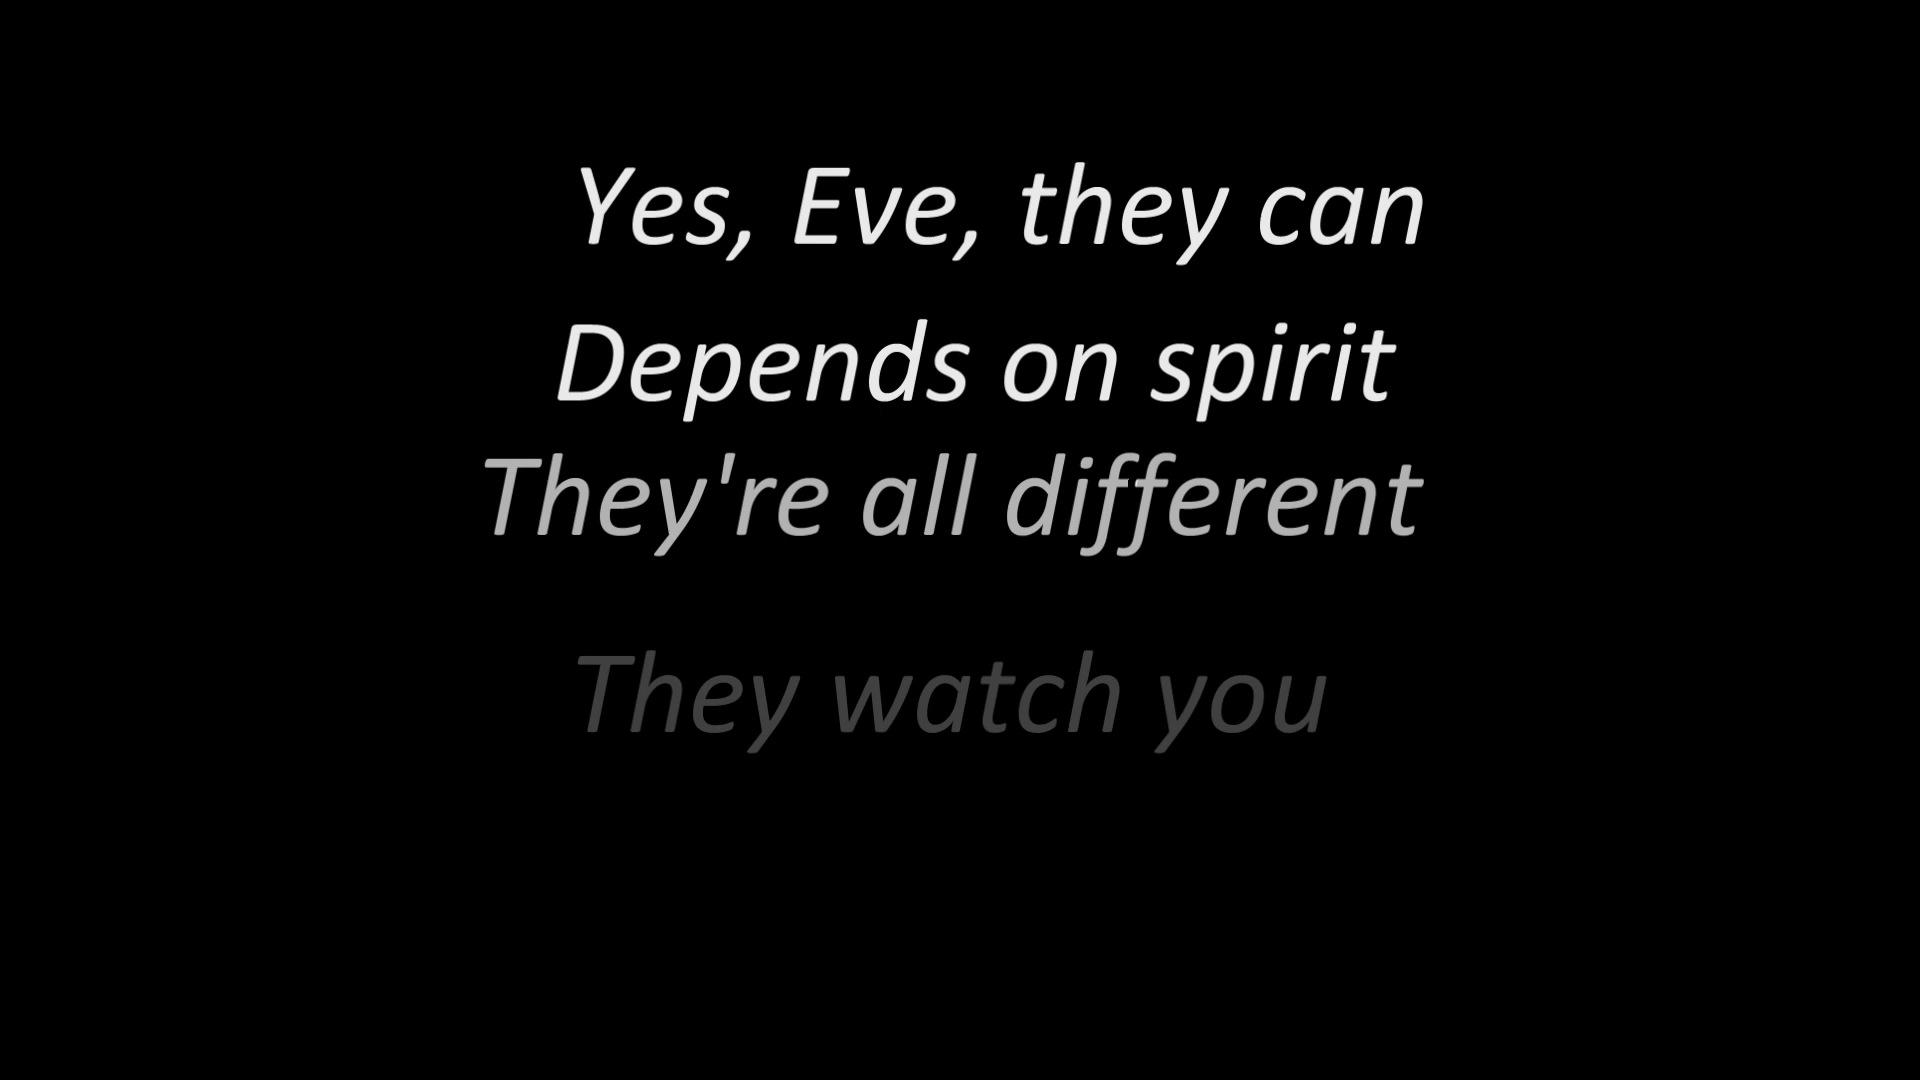 Yes, Eve, they can
Depends on spirit
They're all different
They watch you